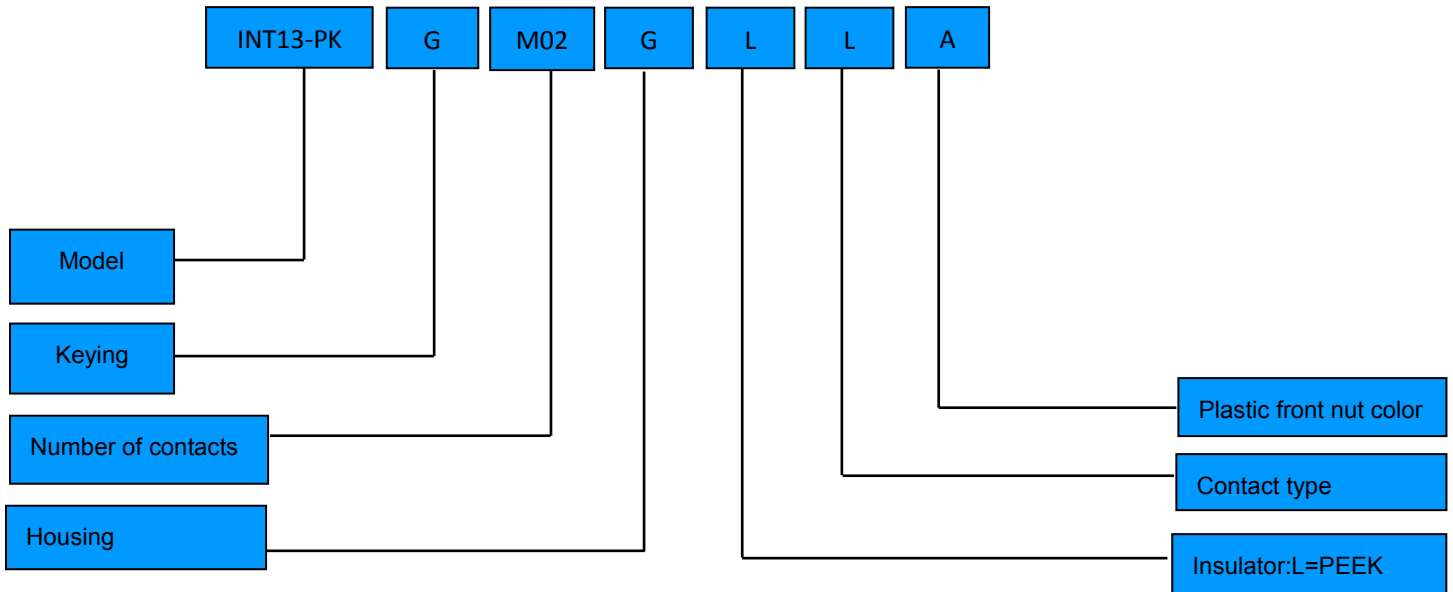 INT13-PK G M02 G L L A
Model
Keying
Number of contacts
Housing
Plastic front nut color
Contact type
Insulator:L=PEEK